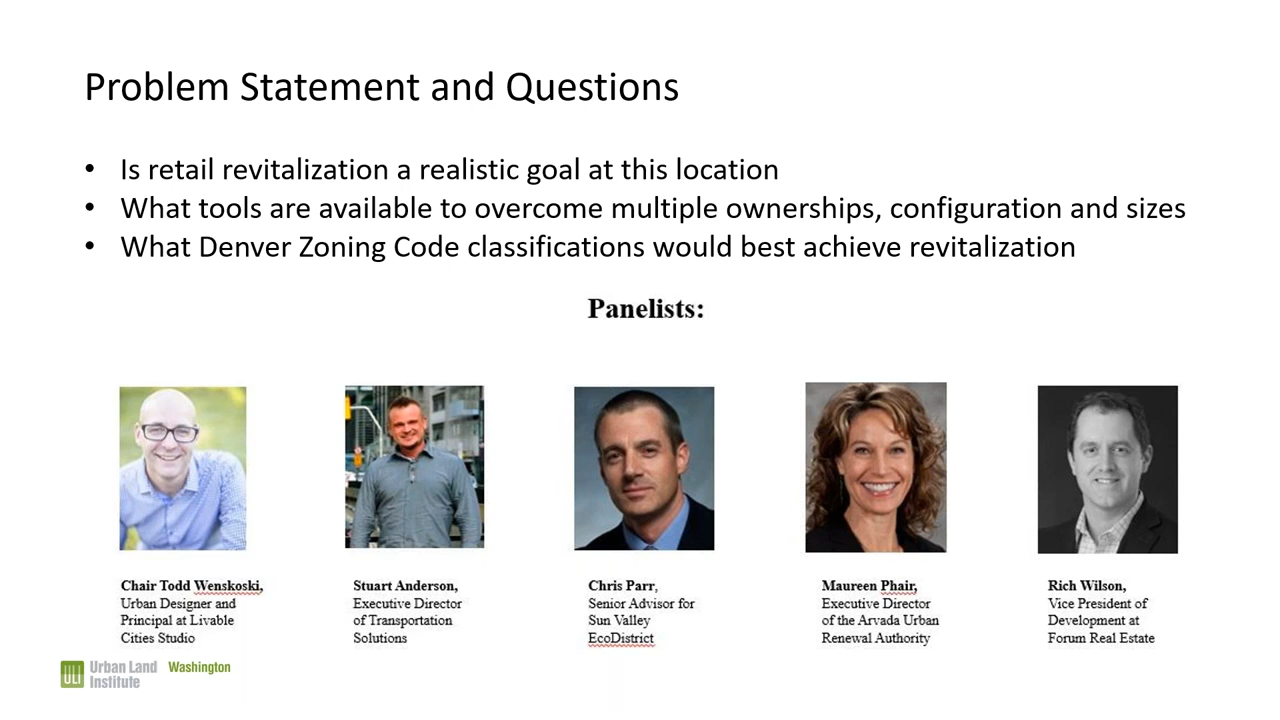 Problem Statement and Questions
• Is retail revitalization a realistic goal at this location
• What tools are available to overcome multiple ownerships, configuration and sizes
• What Denver Zoning Code classifications would best achieve revitalization
Panelists:
Chair Todd Wenskoski,
Urban Designer and
Principal at Livable
Cities Studio
Stuart Anderson,
Executive Director
of Transportation
Solutions
Chris Parr,
Senior Advisor for
Sun Valley
EcoDistrict
Maureen Phair,
Executive Director
of the Arvada Urban
Renewal Authority
Rich Wilson,
Vice President of
Development at
Forum Real Estate
ULI Urban Land Institute Washington